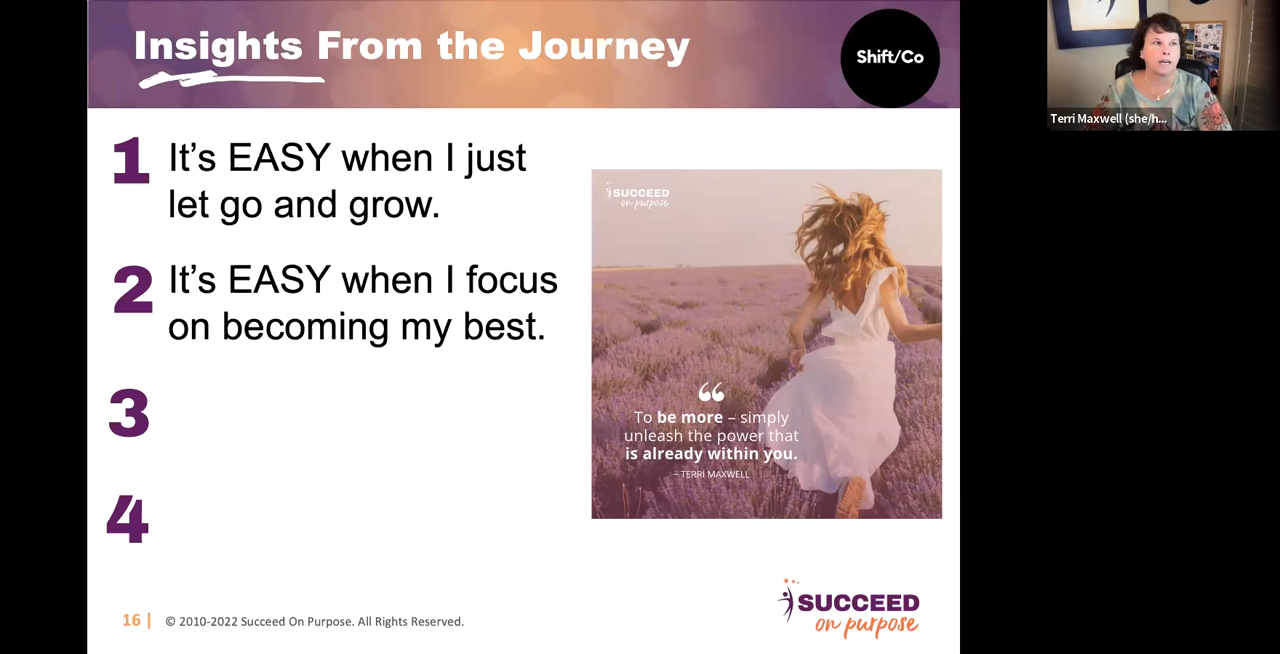 Insights From the Journey
Shift/Co
Terri Maxwell (she/h...
1 It's EASY when I just
let go and grow.
2 It's EASY when I focus
on becoming my best.
3
4
SUCCEED
on purpose
“
To be more – simply
unleash the power that
is already within you.
– TERRI MAXWELL
16 | © 2010-2022 Succeed On Purpose. All Rights Reserved.
SUCCEED
on purpose